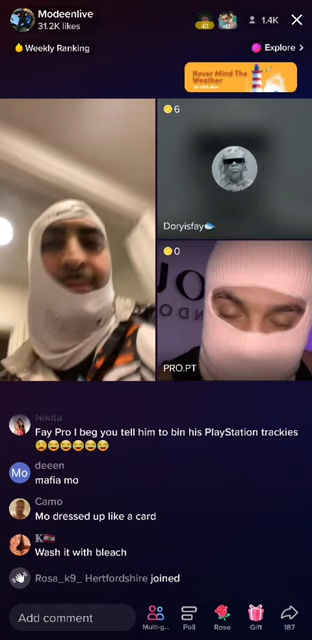 Modeenlive
31.2K likes
45
1.4K
Weekly Ranking
Explore >
Never Mind The
Weather
6
Doryisfay
0
PRO.PT
Nikita
Fay Pro I beg you tell him to bin his PlayStation trackies
😩😂😂😂😂😂😂
Mo
deeen
mafia mo
Camo
Mo dressed up like a card
K
Wash it with bleach
Rosa_k9_ Hertfordshire joined
Add comment
Multi-g...
Poll
Rose
Gift
187